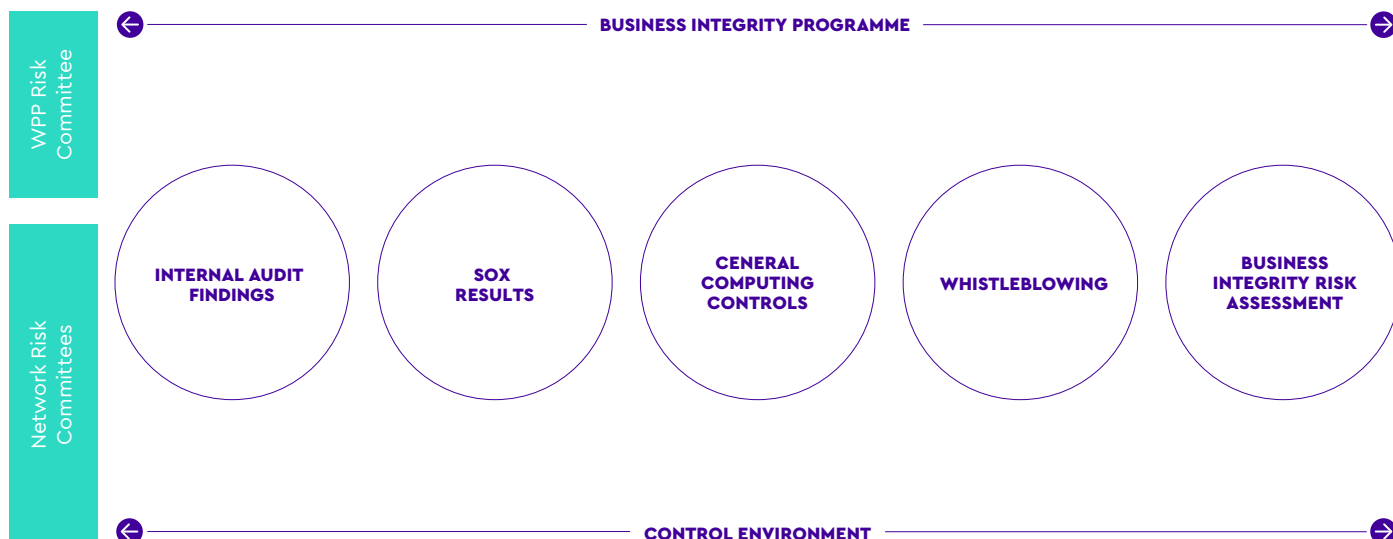 BUSINESS INTEGRITY PROGRAMME
WPP Risk
Committee
INTERNAL AUDIT
FINDINGS
SOX
RESULTS
CENERAL
COMPUTING
CONTROLS
WHISTLEBLOWING
BUSINESS
INTEGRITY RISK
ASSESSMENT
Network Risk
Committees
CONTROL ENVIRONMENT